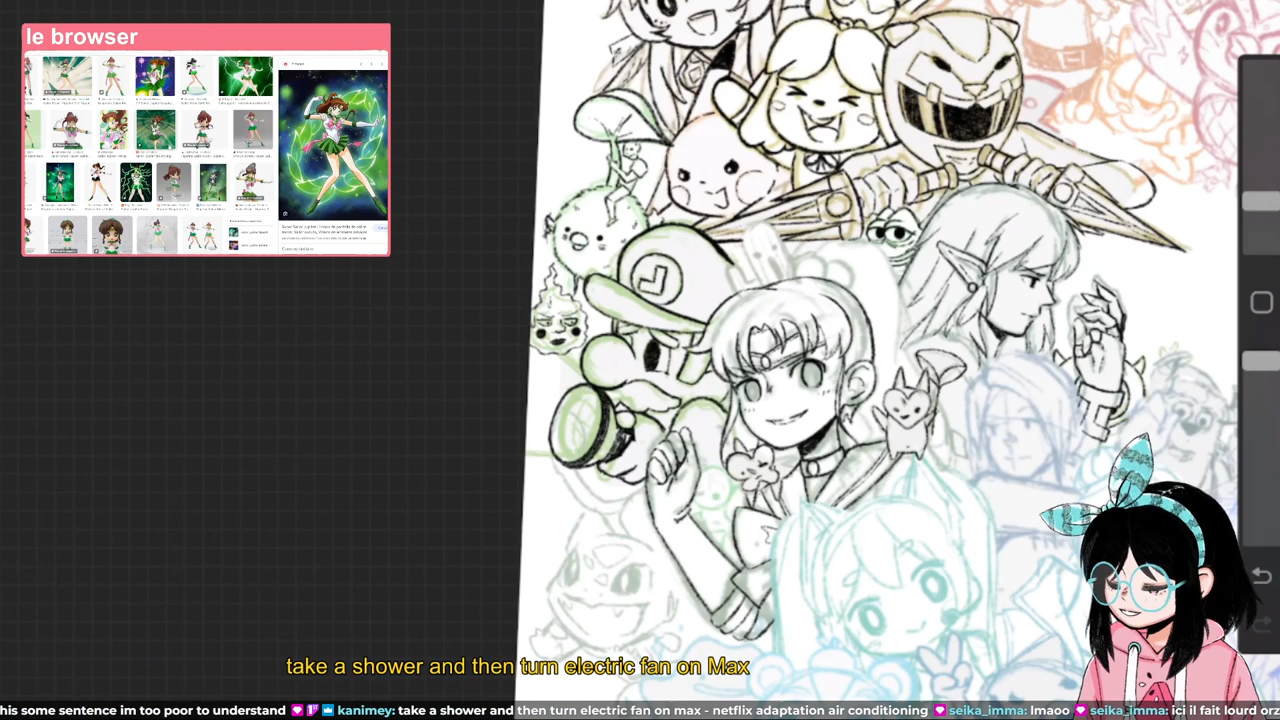 le browser
take a shower and then turn electric fan on Max
his some sentence im too poor to understand kanimey: take a shower and then turn electric fan on max - netflix adaptation air conditioning seika_imma: lmaoo seika_imma: ici il fait lourd orz